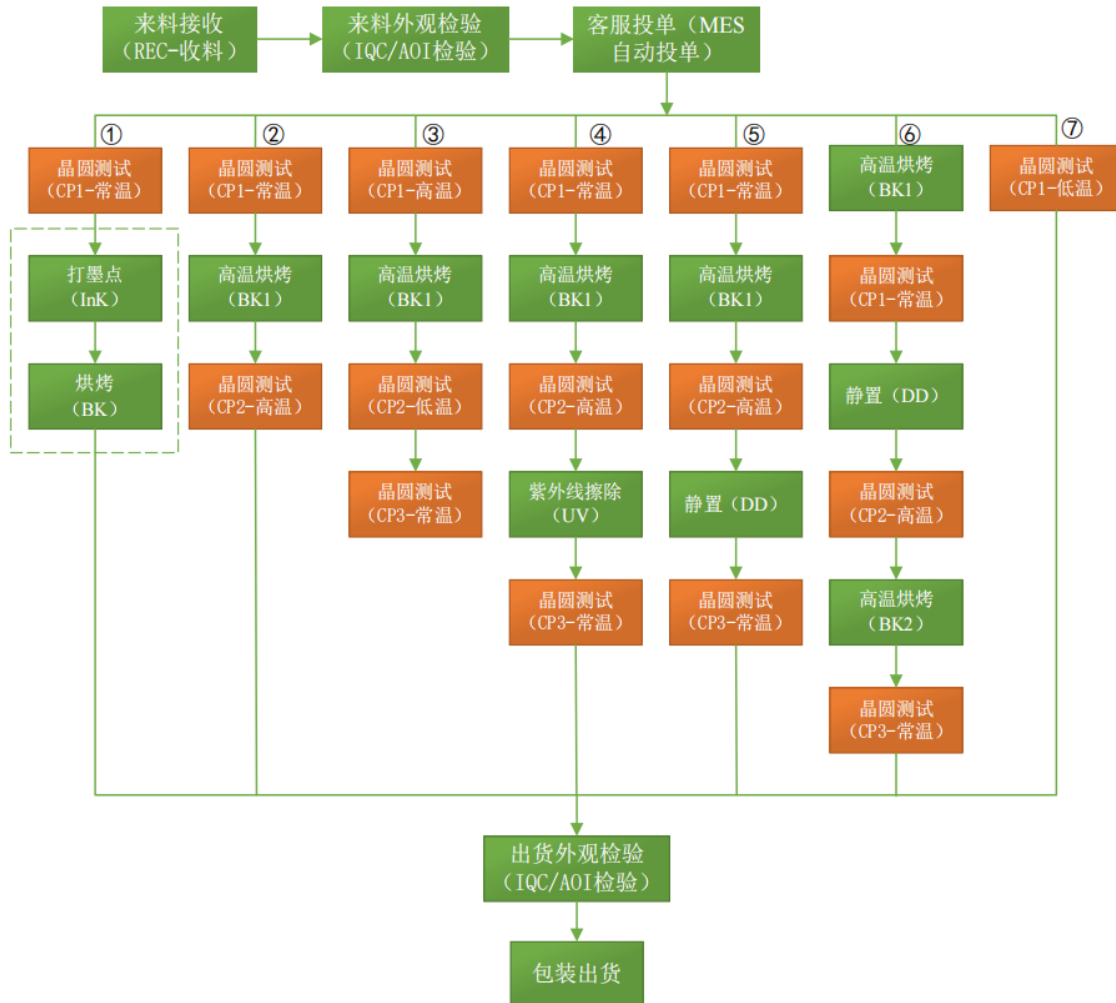 来料接收
（REC-收料）
来料外观检验
（IQC/AOI检验）
客服投单（MES
自动投单）
①
晶圆测试
（CP1-常温）
打墨点
（InK）
烘烤
（BK）
②
晶圆测试
（CP1-常温）
高温烘烤
（BK1）
晶圆测试
（CP2-高温）
③
晶圆测试
（CP1-高温）
高温烘烤
（BK1）
晶圆测试
（CP2-低温）
晶圆测试
（CP3-常温）
④
晶圆测试
（CP1-常温）
高温烘烤
（BK1）
晶圆测试
（CP2-高温）
紫外线擦除
（UV）
晶圆测试
（CP3-常温）
⑤
晶圆测试
（CP1-常温）
高温烘烤
（BK1）
晶圆测试
（CP2-高温）
静置（DD）
晶圆测试
（CP3-常温）
⑥
高温烘烤
（BK1）
晶圆测试
（CP1-常温）
静置（DD）
晶圆测试
（CP2-高温）
高温烘烤
（BK2）
晶圆测试
（CP3-常温）
⑦
晶圆测试
（CP1-低温）
出货外观检验
（IQC/AOI检验）
包装出货